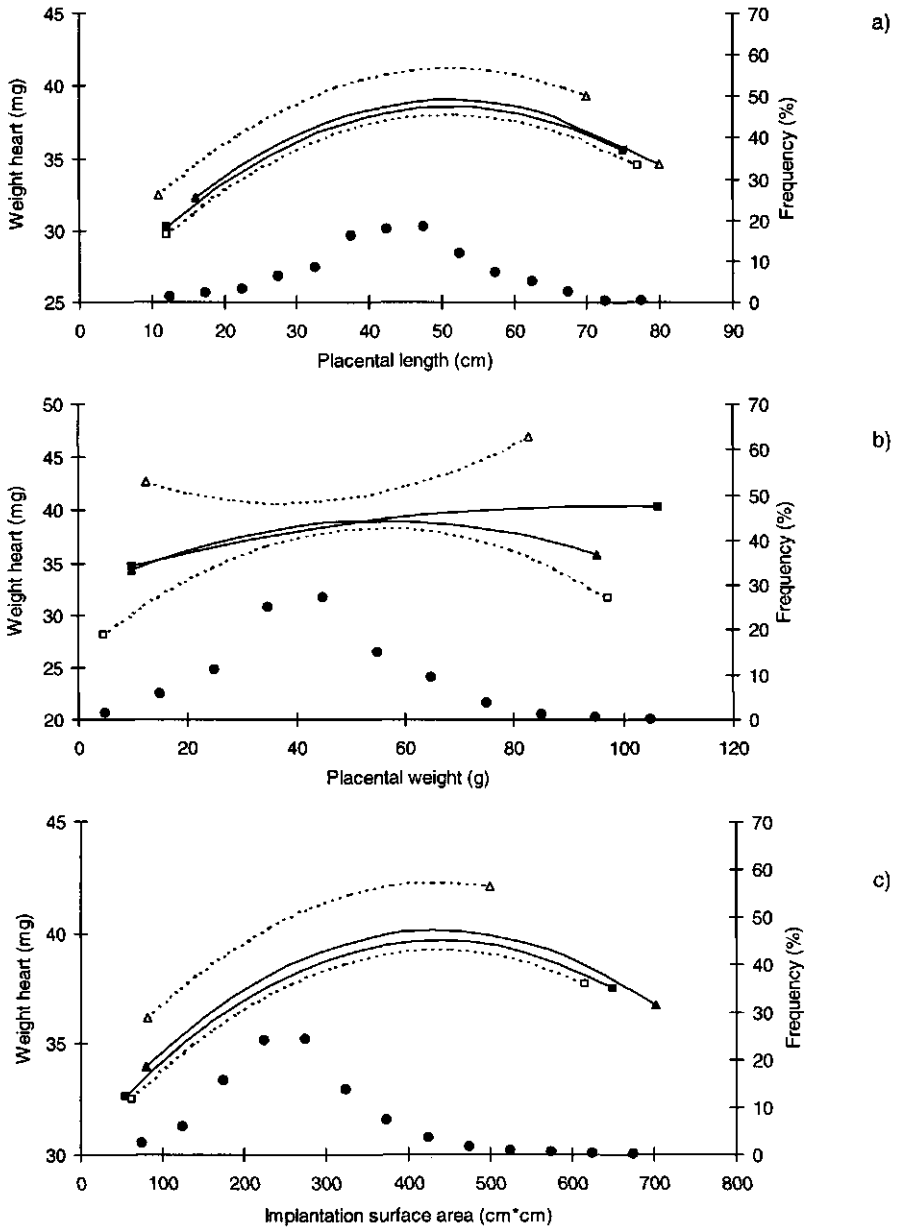 a)
45
40
35
30
25
Weight heart (mg)
70
60
50
40
30
20
10
0
Frequency (%)
0 10 20 30 40 50 60 70 80 90
Placental length (cm)
b)
50
45
40
35
30
25
20
Weight heart (mg)
70
60
50
40
30
20
10
0
Frequency (%)
0 20 40 60 80 100 120
Placental weight (g)
c)
45
40
35
30
Weight heart (mg)
70
60
50
40
30
20
10
0
Frequency (%)
0 100 200 300 400 500 600 700 800
Implantation surface area (cm*cm)